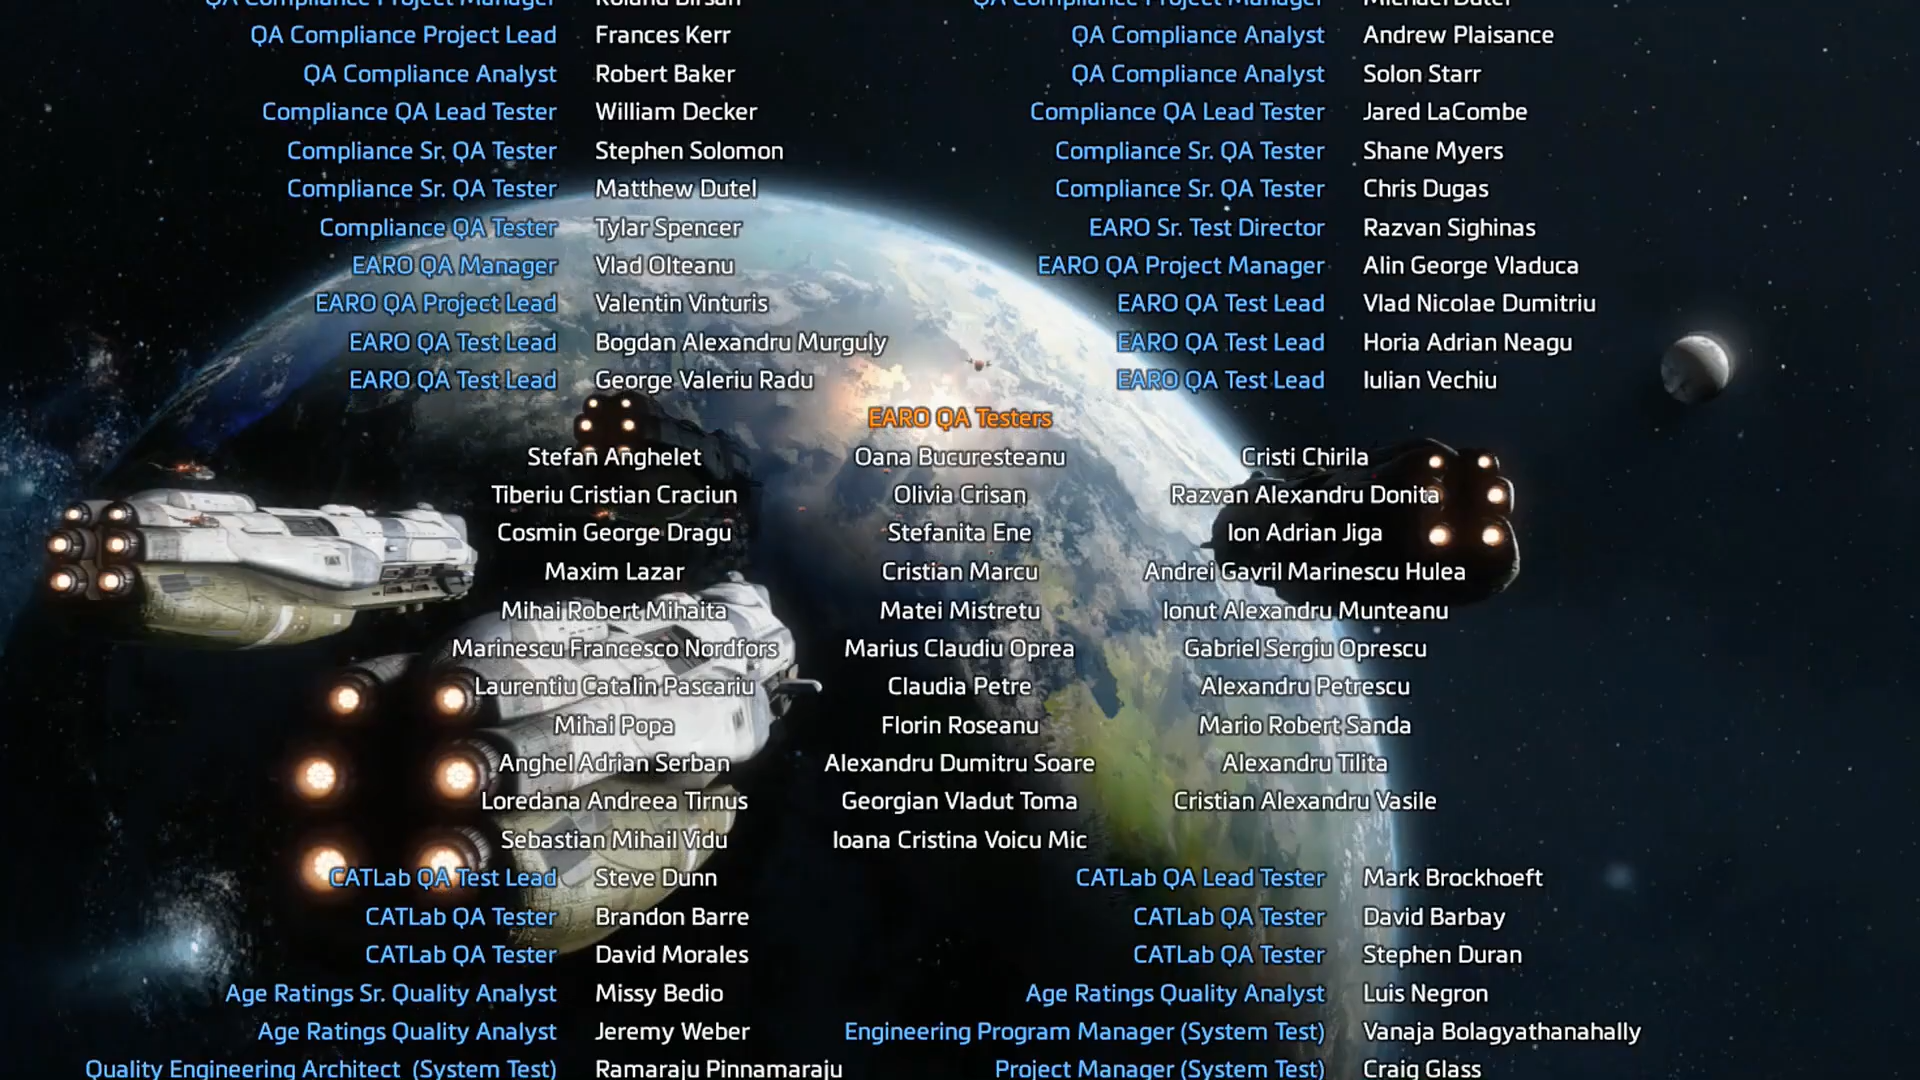 QA Compliance Project Manager Roland Birsan QA Compliance Project Manager Michael Dutel
QA Compliance Project Lead Frances Kerr QA Compliance Analyst Andrew Plaisance
QA Compliance Analyst Robert Baker QA Compliance Analyst Solon Starr
Compliance QA Lead Tester William Decker Compliance QA Lead Tester Jared LaCombe
Compliance Sr. QA Tester Stephen Solomon Compliance Sr. QA Tester Shane Myers
Compliance Sr. QA Tester Matthew Dutel Compliance Sr. QA Tester Chris Dugas
Compliance QA Tester Tylar Spencer EARO Sr. Test Director Razvan Sighinas
EARO QA Manager Vlad Olteanu EARO QA Project Manager Alin George Vladuca
EARO QA Project Lead Valentin Vinturis EARO QA Test Lead Vlad Nicolae Dumitriu
EARO QA Test Lead Bogdan Alexandru Murguly EARO QA Test Lead Horia Adrian Neagu
EARO QA Test Lead George Valeriu Radu EARO QA Test Lead Iulian Vechiu
EARO QA Testers
Stefan Anghelet Oana Bucuresteanu Cristi Chirila
Tiberiu Cristian Craciun Olivia Crisan Razvan Alexandru Donita
Cosmin George Dragu Stefanita Ene Ion Adrian Jiga
Maxim Lazar Cristian Marcu Andrei Gavril Marinescu Hulea
Mihai Robert Mihaita Matei Mistretu Ionut Alexandru Munteanu
Marinescu Francesco Nordfors Marius Claudiu Oprea Gabriel Sergiu Oprescu
Laurentiu Catalin Pascariu Claudia Petre Alexandru Petrescu
Mihai Popa Florin Roseanu Mario Robert Sanda
Anghel Adrian Serban Alexandru Dumitru Soare Alexandru Tilita
Loredana Andreea Tirnus Georgian Vladut Toma Cristian Alexandru Vasile
Sebastian Mihail Vidu Ioana Cristina Voicu Mic
CATLab QA Test Lead Steve Dunn CATLab QA Lead Tester Mark Brockhoeft
CATLab QA Tester Brandon Barre CATLab QA Tester David Barbay
CATLab QA Tester David Morales CATLab QA Tester Stephen Duran
Age Ratings Sr. Quality Analyst Missy Bedio Age Ratings Quality Analyst Luis Negron
Age Ratings Quality Analyst Jeremy Weber Engineering Program Manager (System Test) Vanaja Bolagyathanahally
Quality Engineering Architect (System Test) Ramaraju Pinnamaraju Project Manager (System Test) Craig Glass